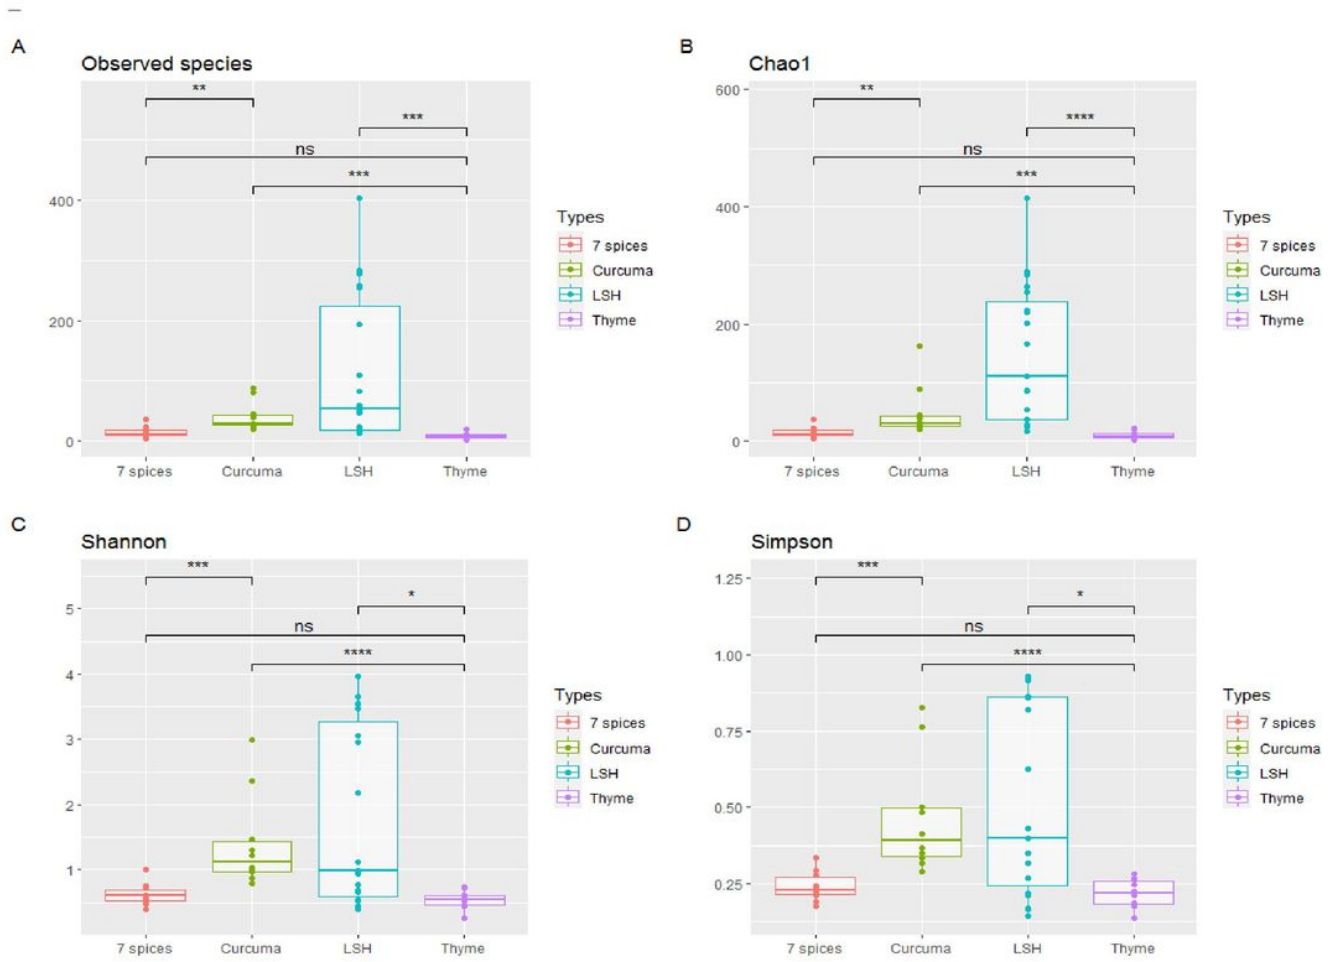 A
Observed species
**
***
ns
***
400
200
0
7 spices Curcuma LSH Thyme
Types
7 spices
Curcuma
LSH
Thyme
B
Chao1
600
**
****
ns
***
400
200
0
7 spices Curcuma LSH Thyme
Types
7 spices
Curcuma
LSH
Thyme
C
Shannon
***
5
*
ns
****
4
3
2
1
7 spices Curcuma LSH Thyme
Types
7 spices
Curcuma
LSH
Thyme
D
Simpson
1.25
***
*
ns
1.00
****
0.75
0.50
0.25
7 spices Curcuma LSH Thyme
Types
7 spices
Curcuma
LSH
Thyme